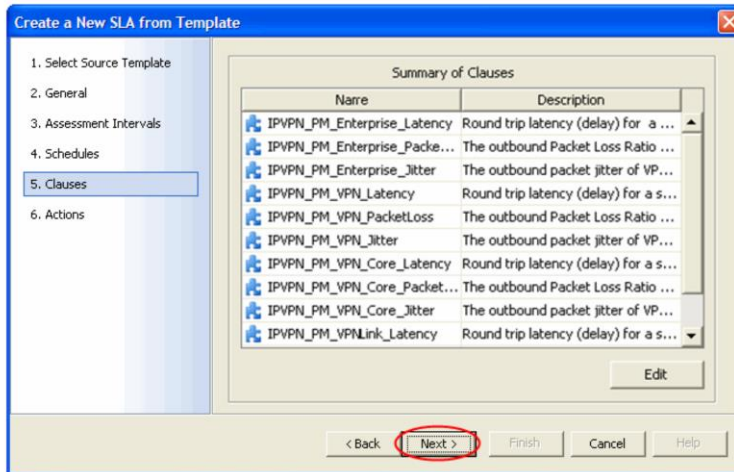 Create a New SLA from Template
1. Select Source Template
2. General
3. Assessment Intervals
4. Schedules
5. Clauses
6. Actions
Summary of Clauses
Name Description
IPVPN_PM_Enterprise_Latency Round trip latency (delay) for a ...
IPVPN_PM_Enterprise_Packe... The outbound Packet Loss Ratio ...
IPVPN_PM_Enterprise_Jitter The outbound packet jitter of VP...
IPVPN_PM_VPN_Latency Round trip latency (delay) for a s...
IPVPN_PM_VPN_PacketLoss The outbound Packet Loss Ratio ...
IPVPN_PM_VPN_Jitter The outbound packet jitter of VP...
IPVPN_PM_VPN_Core_Latency Round trip latency (delay) for a s...
IPVPN_PM_VPN_Core_Packet... The outbound Packet Loss Ratio ...
IPVPN_PM_VPN_Core_Jitter The outbound packet jitter of VP...
IPVPN_PM_VPNLink_Latency Round trip latency (delay) for a s...
Edit
< Back Next > Finish Cancel Help